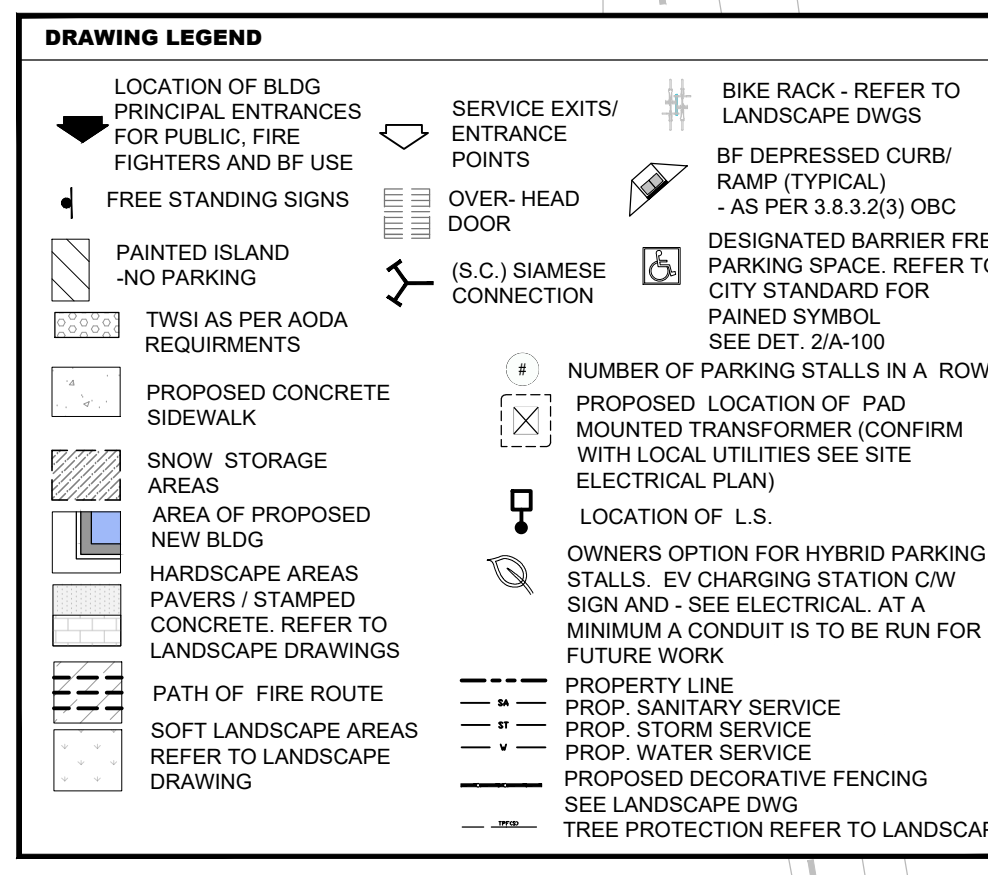 DRAWING LEGEND
LOCATION OF BLDG
PRINCIPAL ENTRANCES
FOR PUBLIC, FIRE
FIGHTERS AND BF USE
FREE STANDING SIGNS
PAINTED ISLAND
-NO PARKING
TWSI AS PER AODA
REQUIRMENTS
PROPOSED CONCRETE
SIDEWALK
SNOW STORAGE
AREAS
AREA OF PROPOSED
NEW BLDG
HARDSCAPE AREAS
PAVERS / STAMPED
CONCRETE. REFER TO
LANDSCAPE DRAWINGS
PATH OF FIRE ROUTE
SOFT LANDSCAPE AREAS
REFER TO LANDSCAPE
DRAWING
SERVICE EXITS/
ENTRANCE
POINTS
OVER- HEAD
DOOR
(S.C.) SIAMESE
CONNECTION
BIKE RACK - REFER TO
LANDSCAPE DWGS
BF DEPRESSED CURB/
RAMP (TYPICAL)
- AS PER 3.8.3.2(3) OBC
DESIGNATED BARRIER FRE
PARKING SPACE. REFER TO
CITY STANDARD FOR
PAINED SYMBOL
SEE DET. 2/A-100
# NUMBER OF PARKING STALLS IN A ROW
PROPOSED LOCATION OF PAD
MOUNTED TRANSFORMER (CONFIRM
WITH LOCAL UTILITIES SEE SITE
ELECTRICAL PLAN)
LOCATION OF L.S.
OWNERS OPTION FOR HYBRID PARKING
STALLS. EV CHARGING STATION C/W
SIGN AND - SEE ELECTRICAL. AT A
MINIMUM A CONDUIT IS TO BE RUN FOR
FUTURE WORK
PROPERTY LINE
SA PROP. SANITARY SERVICE
ST PROP. STORM SERVICE
W PROP. WATER SERVICE
PROPOSED DECORATIVE FENCING
SEE LANDSCAPE DWG
TPF(S) TREE PROTECTION REFER TO LANDSCAP